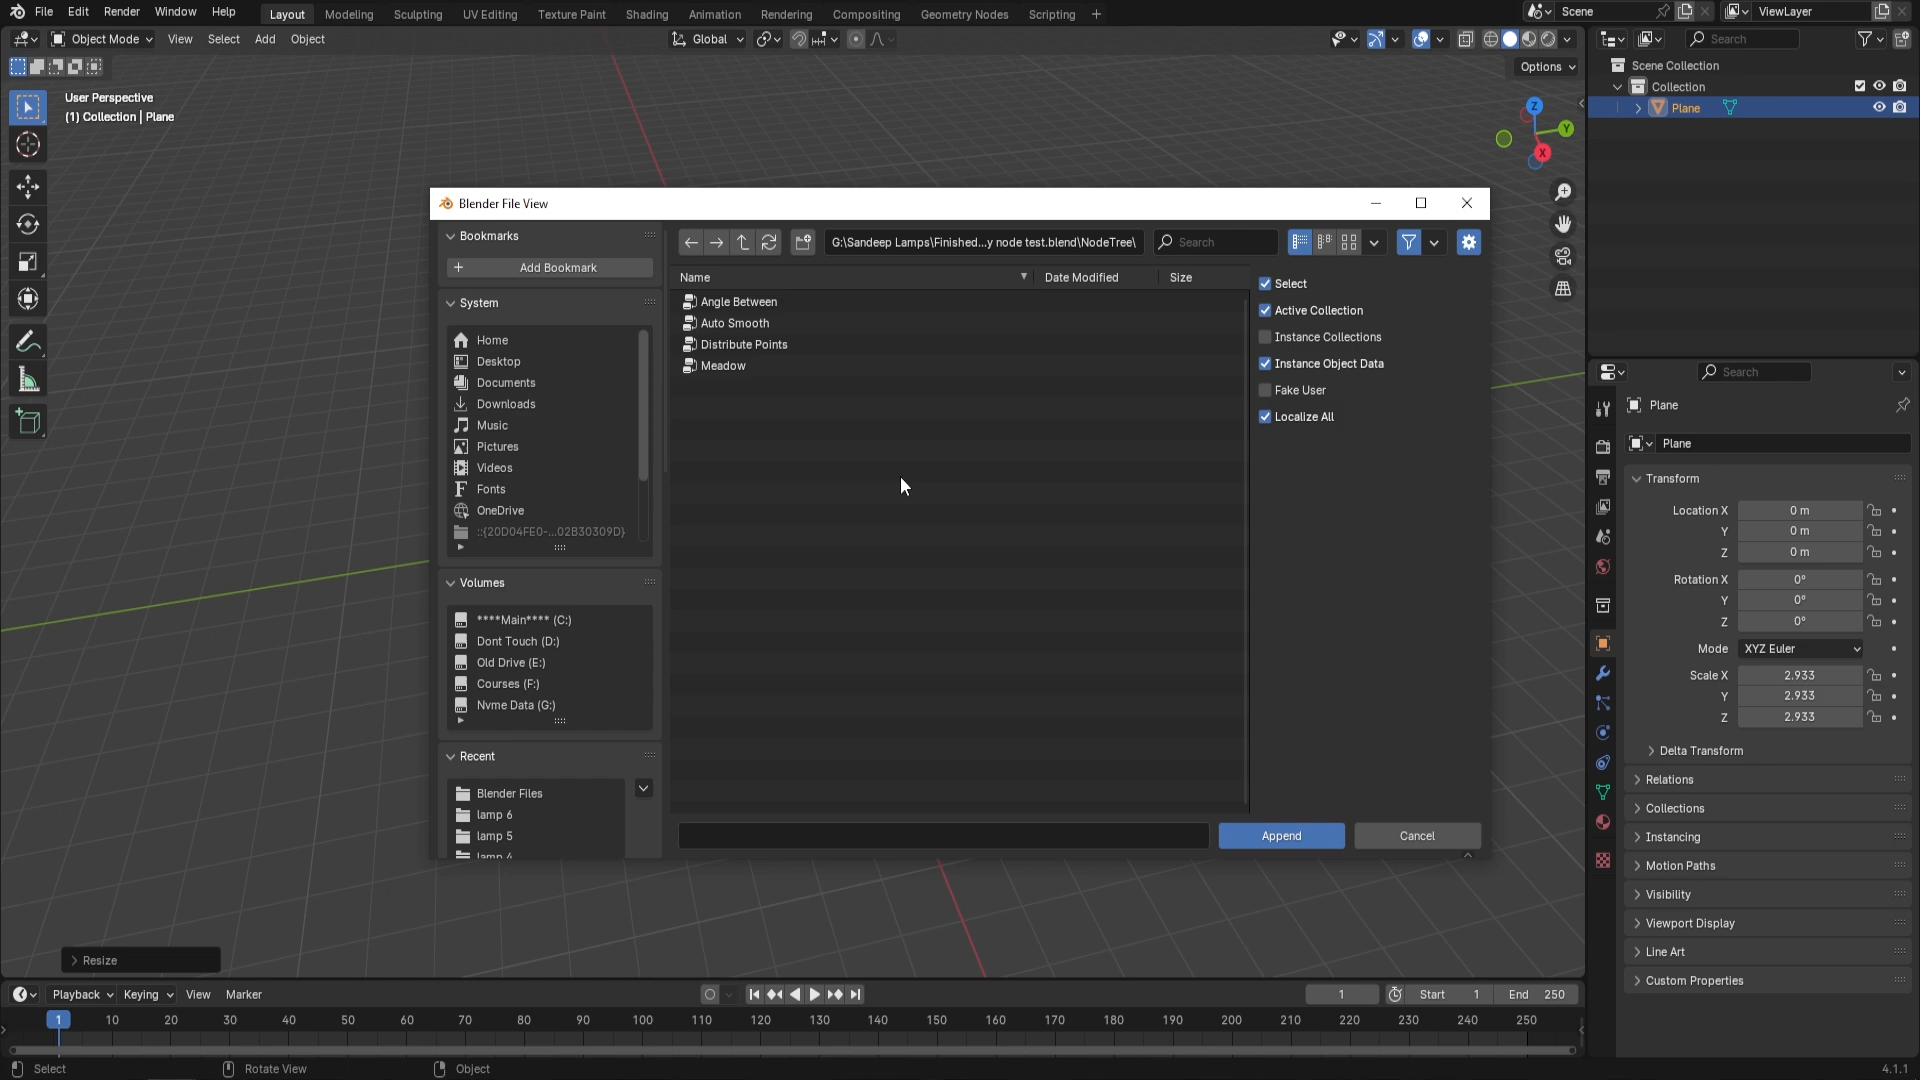 File Edit Render Window Help Layout Modeling Sculpting UV Editing Texture Paint Shading Animation Rendering Compositing Geometry Nodes Scripting + Scene ViewLayer
Object Mode View Select Add Object Global Search
Options
User Perspective
(1) Collection | Plane
Scene Collection
Collection
Plane
Z
Y
X
Blender File View
Bookmarks
Add Bookmark
System
Home
Desktop
Documents
Downloads
Music
Pictures
Videos
Fonts
OneDrive
::{20D04FE0-...02B30309D}
Volumes
****Main**** (C:)
Dont Touch (D:)
Old Drive (E:)
Courses (F:)
Nvme Data (G:)
Recent
Blender Files
lamp 6
lamp 5
lamp 4
G:\Sandeep Lamps\Finished...y node test.blend\NodeTree\ Search
Name Date Modified Size
Angle Between
Auto Smooth
Distribute Points
Meadow
Select
Active Collection
Instance Collections
Instance Object Data
Fake User
Localize All
Append Cancel
Search
Plane
Plane
Transform
Location X 0 m
Y 0 m
Z 0 m
Rotation X 0°
Y 0°
Z 0°
Mode XYZ Euler
Scale X 2.933
Y 2.933
Z 2.933
Delta Transform
Relations
Collections
Instancing
Motion Paths
Visibility
Viewport Display
Line Art
Custom Properties
Resize
Playback Keying View Marker 1 Start 1 End 250
1 10 20 30 40 50 60 70 80 90 100 110 120 130 140 150 160 170 180 190 200 210 220 230 240 250
Select Rotate View Object 4.1.1